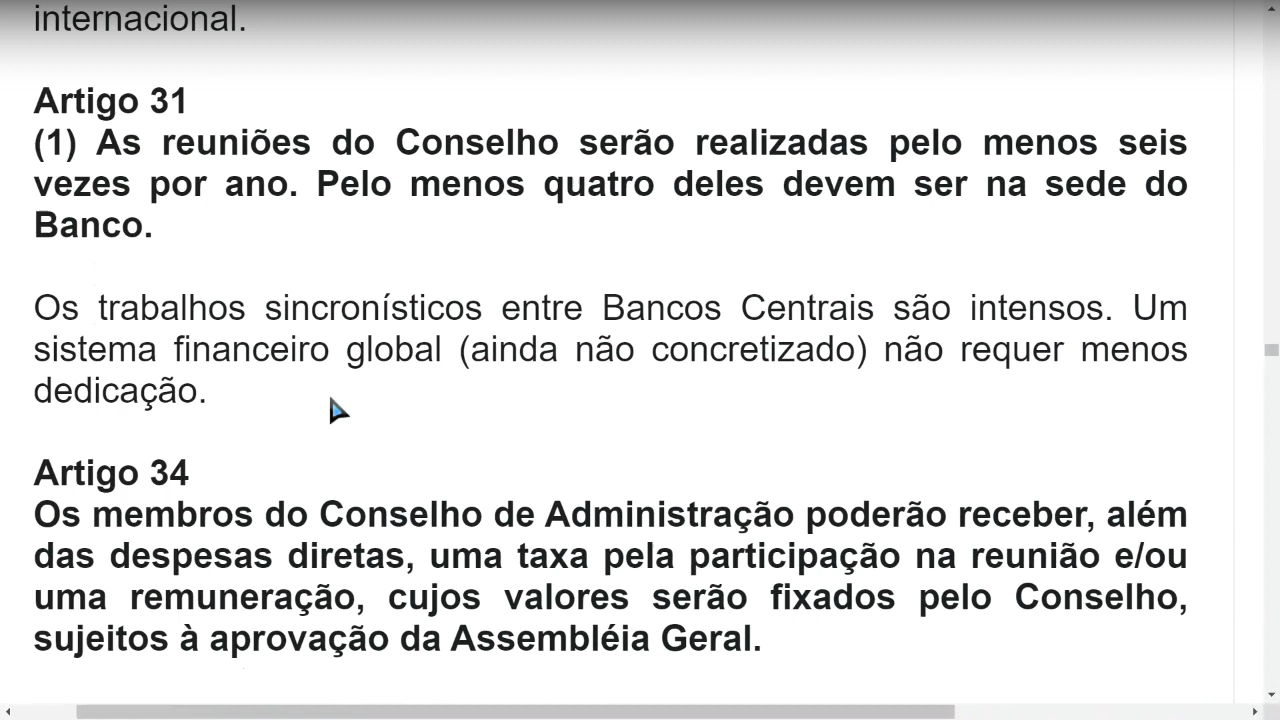 internacional.
Artigo 31
(1) As reuniões do Conselho serão realizadas pelo menos seis
vezes por ano. Pelo menos quatro deles devem ser na sede do
Banco.
Os trabalhos sincronísticos entre Bancos Centrais são intensos. Um
sistema financeiro global (ainda não concretizado) não requer menos
dedicação.
Artigo 34
Os membros do Conselho de Administração poderão receber, além
das despesas diretas, uma taxa pela participação na reunião e/ou
uma remuneração, cujos valores serão fixados pelo Conselho,
sujeitos à aprovação da Assembléia Geral.